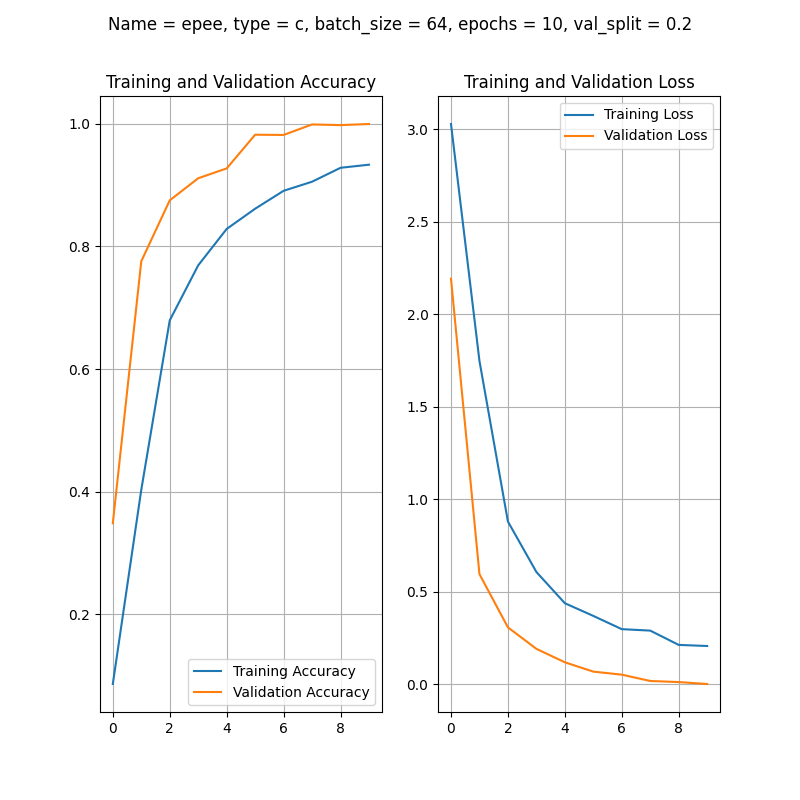 Name = epee, type = c, batch_size = 64, epochs = 10, val_split = 0.2
Training and Validation Accuracy
1.0
0.8
0.6
0.4
0.2
0 2 4 6 8
Training Accuracy
Validation Accuracy
Training and Validation Loss
Training Loss
Validation Loss
3.0
2.5
2.0
1.5
1.0
0.5
0.0
0 2 4 6 8